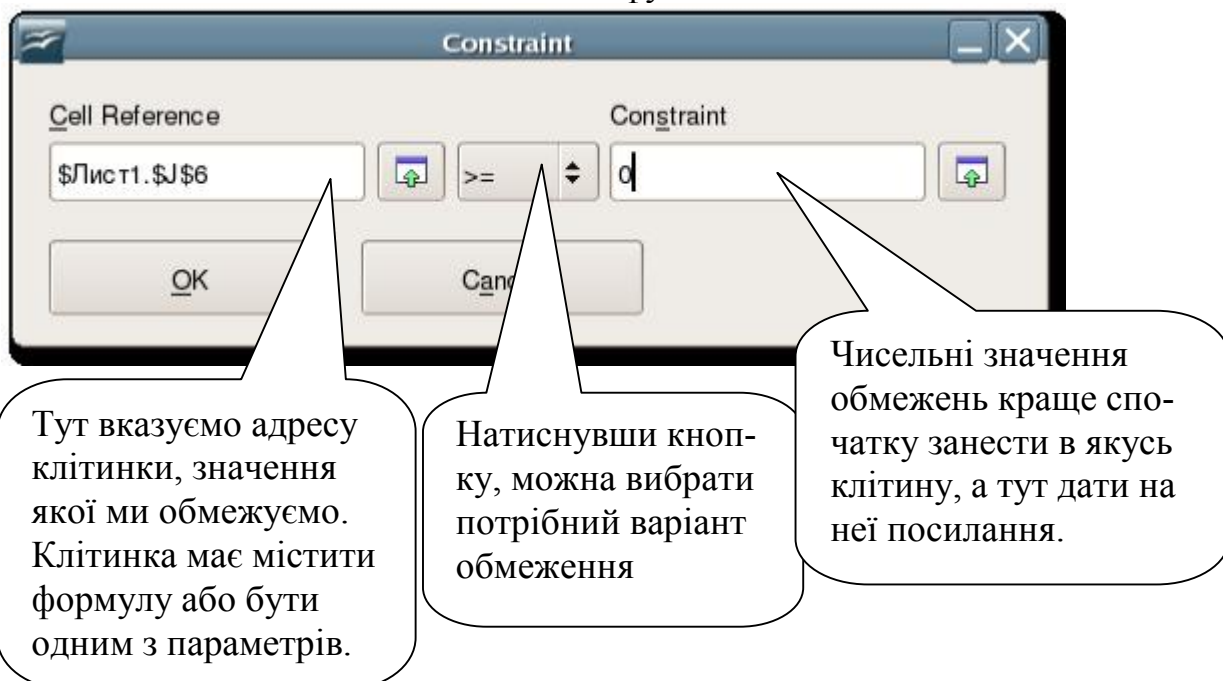 ру
Constraint
Cell Reference
Constraint
$Лист1.$J$6
>=
0
OK
Тут вказуємо адресу
клітинки, значення
якої ми обмежуємо.
Клітинка має містити
формулу або бути
одним з параметрів.
Натиснувши кноп-
ку, можна вибрати
потрібний варіант
обмеження
Чисельні значення
обмежень краще спо-
чатку занести в якусь
клітину, а тут дати на
неї посилання.